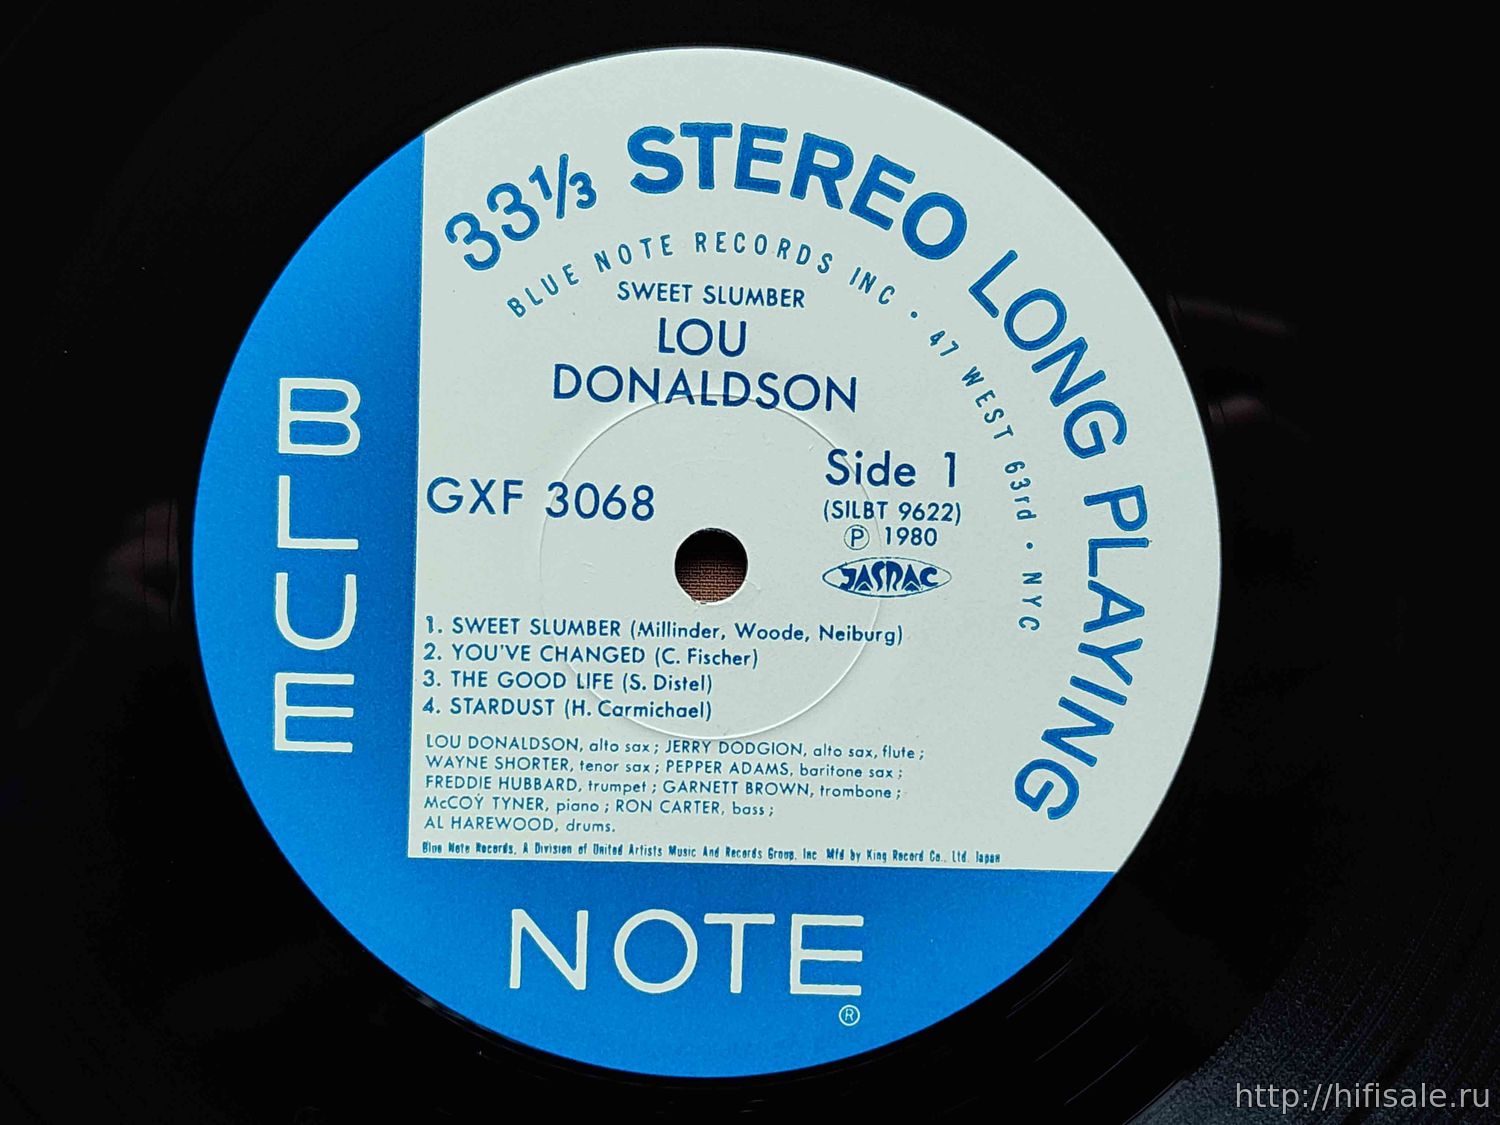 33⅓ STEREO LONG PLAYING
BLUE NOTE RECORDS INC • 47 WEST 63rd • NYC
SWEET SLUMBER
LOU
DONALDSON
GXF 3068
Side 1
(SILBT 9622)
Ⓟ 1980
JASRAC
1. SWEET SLUMBER (Millinder, Woode, Neiburg)
2. YOU'VE CHANGED (C. Fischer)
3. THE GOOD LIFE (S. Distel)
4. STARDUST (H. Carmichael)
LOU DONALDSON, alto sax ; JERRY DODGION, alto sax, flute ;
WAYNE SHORTER, tenor sax ; PEPPER ADAMS, baritone sax ;
FREDDIE HUBBARD, trumpet ; GARNETT BROWN, trombone ;
McCOY TYNER, piano ; RON CARTER, bass ;
AL HAREWOOD, drums.
Blue Note Records, A Division of United Artists Music And Records Group, Inc Mfd by King Record Co., Ltd. Japan
BLUE
NOTE
®
http://hifisale.ru